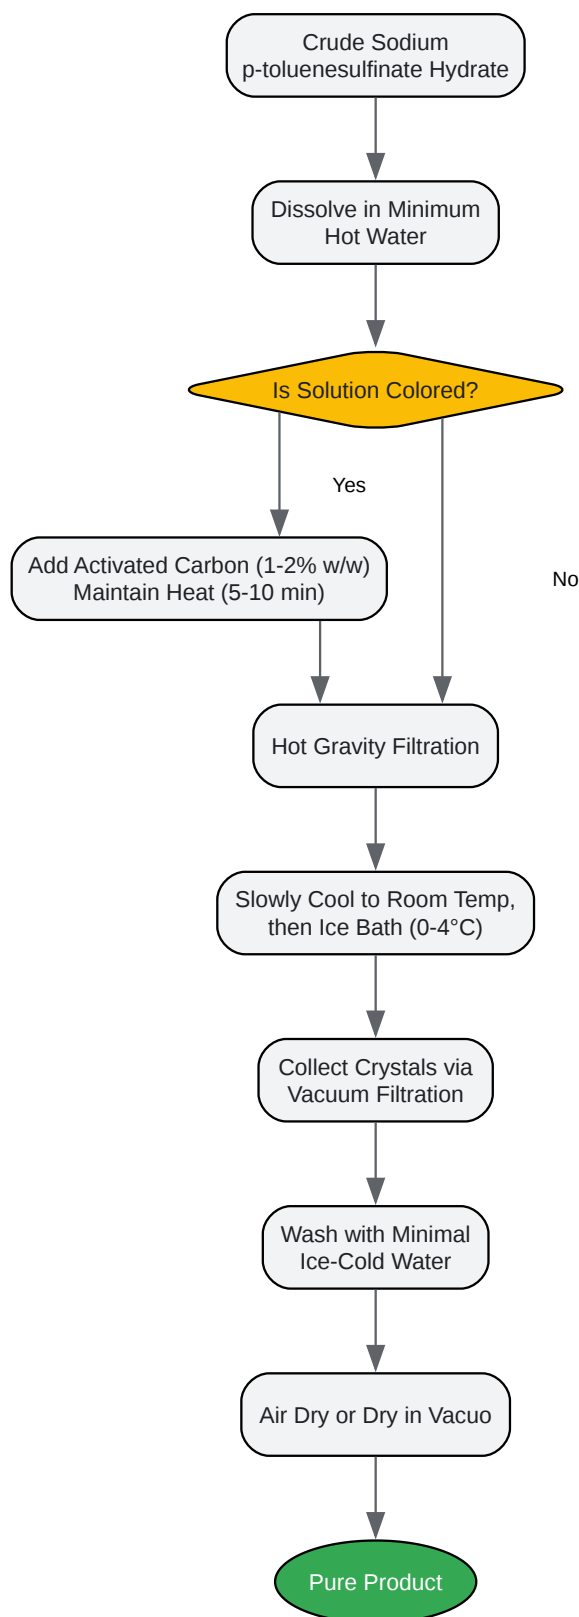 Crude Sodium
p-toluenesulfinate Hydrate
Dissolve in Minimum
Hot Water
Is Solution Colored?
Yes
Add Activated Carbon (1-2% w/w)
Maintain Heat (5-10 min)
No
Hot Gravity Filtration
Slowly Cool to Room Temp,
then Ice Bath (0-4°C)
Collect Crystals via
Vacuum Filtration
Wash with Minimal
Ice-Cold Water
Air Dry or Dry in Vacuo
Pure Product